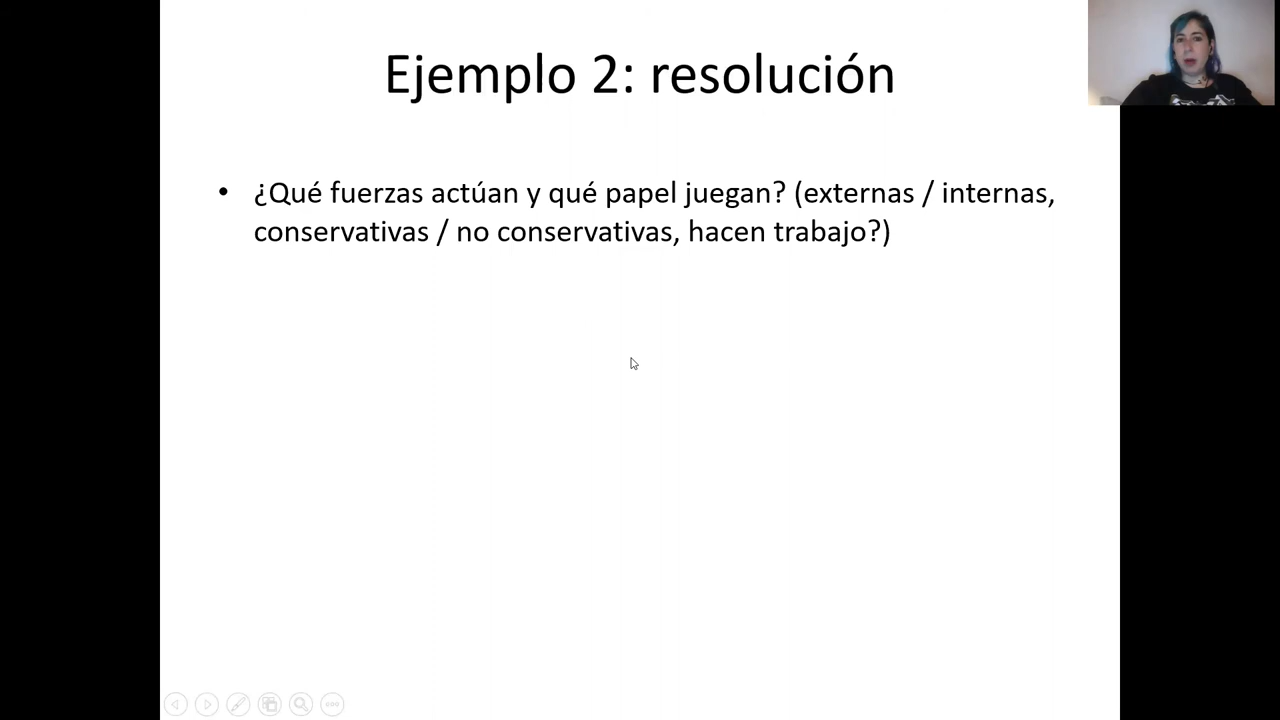 Ejemplo 2: resolución
• ¿Qué fuerzas actúan y qué papel juegan? (externas / internas,
conservativas / no conservativas, hacen trabajo?)